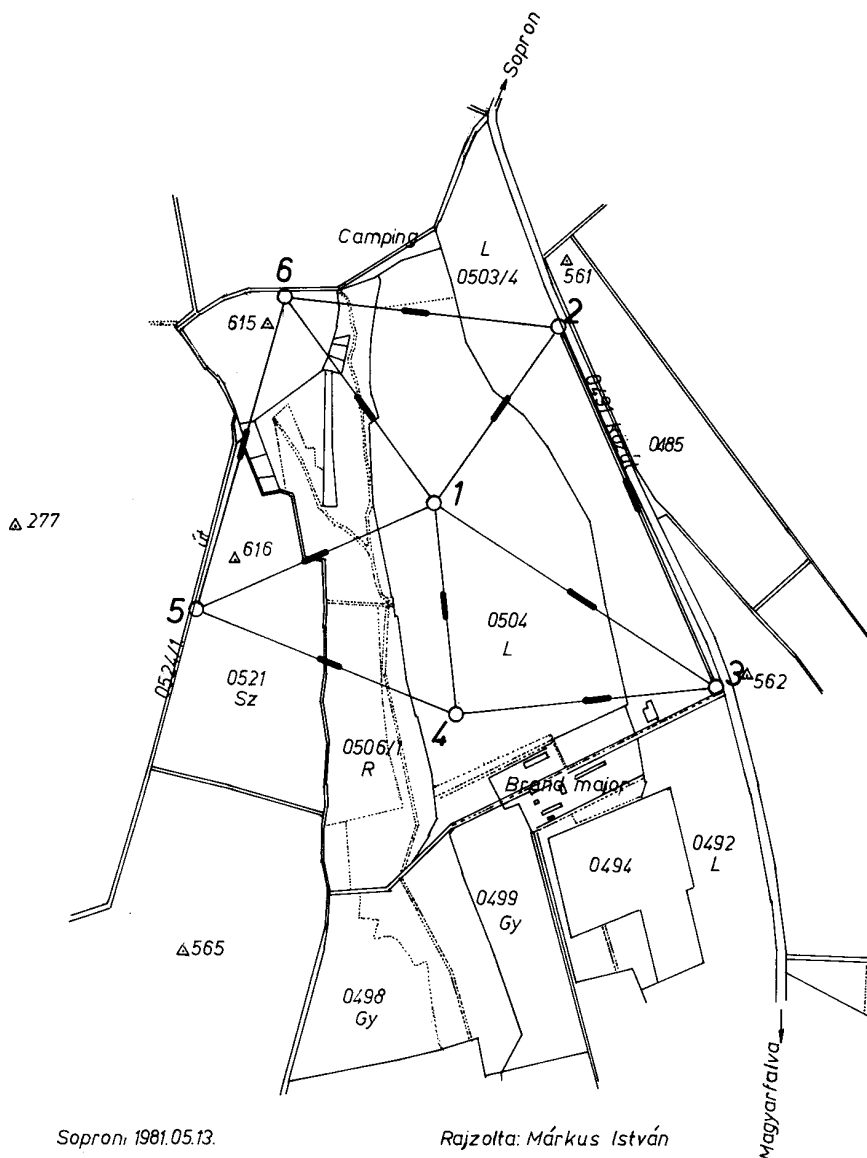 Sopron
Camping
L
0503/4
561
6
615
2
0491 Közút
0485
1
277
út
616
5
0504
L
0524/1
0521
Sz
3
562
4
0506/1
R
Brand major
0492
L
0494
0499
Gy
565
0498
Gy
Magyarfalva
Sopron, 1981.05.13.
Rajzolta: Márkus István